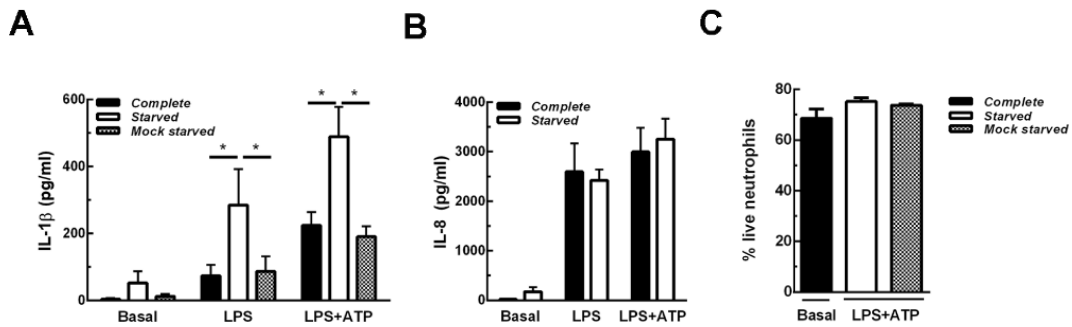 A
IL-1β (pg/ml)
600
400
200
0
Complete
Starved
Mock starved
*
*
*
*
Basal
LPS
LPS+ATP
B
IL-8 (pg/ml)
4000
3000
2000
1000
0
Complete
Starved
Basal
LPS
LPS+ATP
C
% live neutrophils
80
60
40
20
0
Complete
Starved
Mock starved
Basal
LPS+ATP